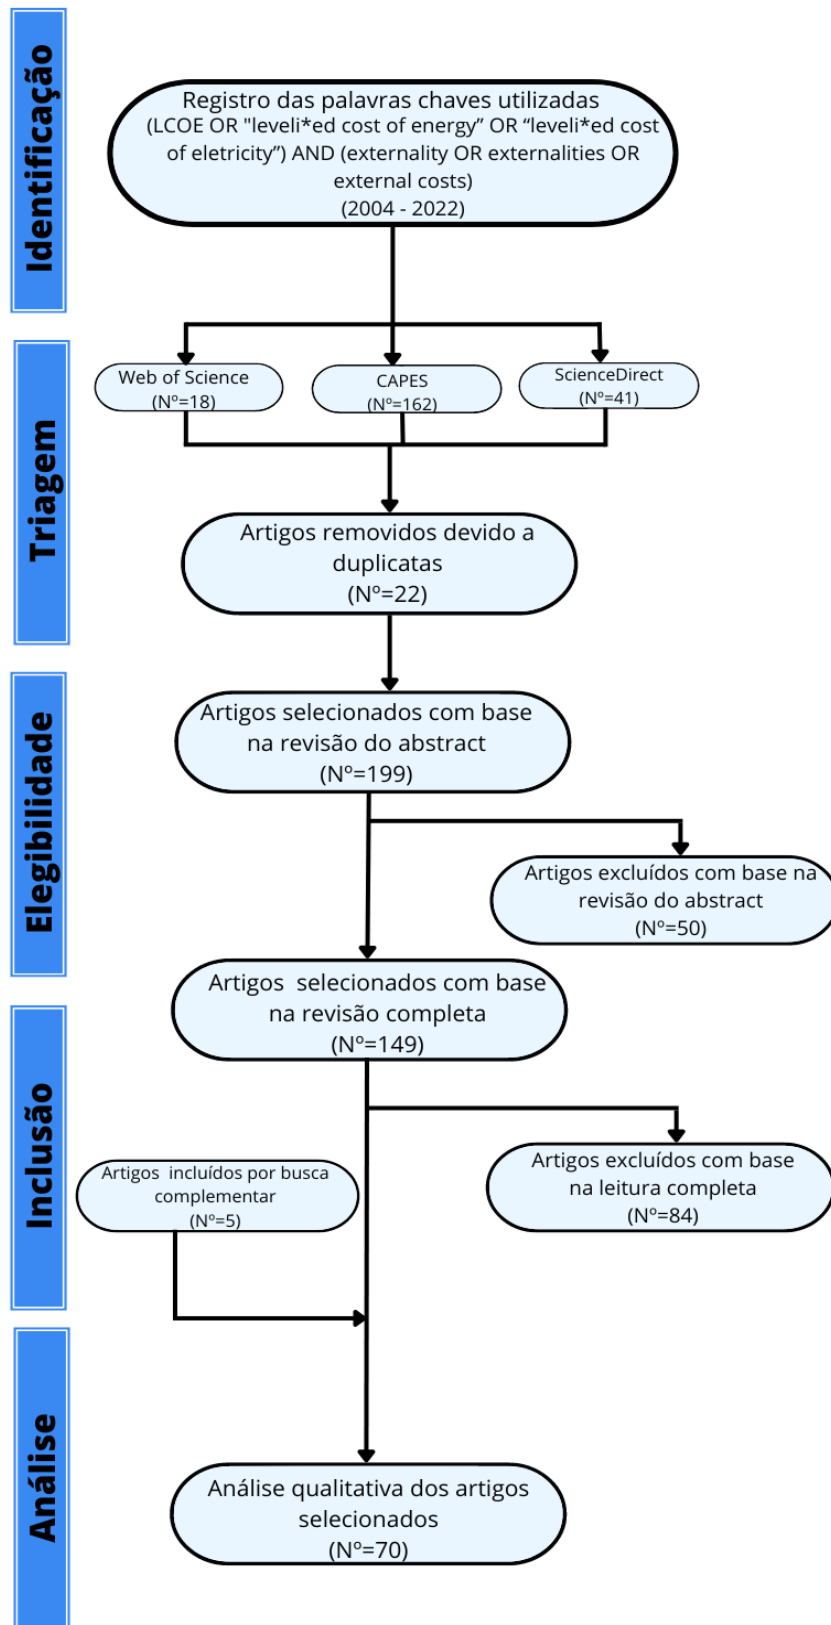 Identificação
Registro das palavras chaves utilizadas
(LCOE OR "leveli*ed cost of energy” OR “leveli*ed cost
of eletricity”) AND (externality OR externalities OR
external costs)
(2004 - 2022)
Triagem
Web of Science
(Nº=18)
CAPES
(Nº=162)
ScienceDirect
(Nº=41)
Artigos removidos devido a
duplicatas
(Nº=22)
Elegibilidade
Artigos selecionados com base
na revisão do abstract
(Nº=199)
Artigos excluídos com base na
revisão do abstract
(Nº=50)
Artigos selecionados com base
na revisão completa
(Nº=149)
Inclusão
Artigos excluídos com base
na leitura completa
(Nº=84)
Artigos incluídos por busca
complementar
(Nº=5)
Análise
Análise qualitativa dos artigos
selecionados
(Nº=70)